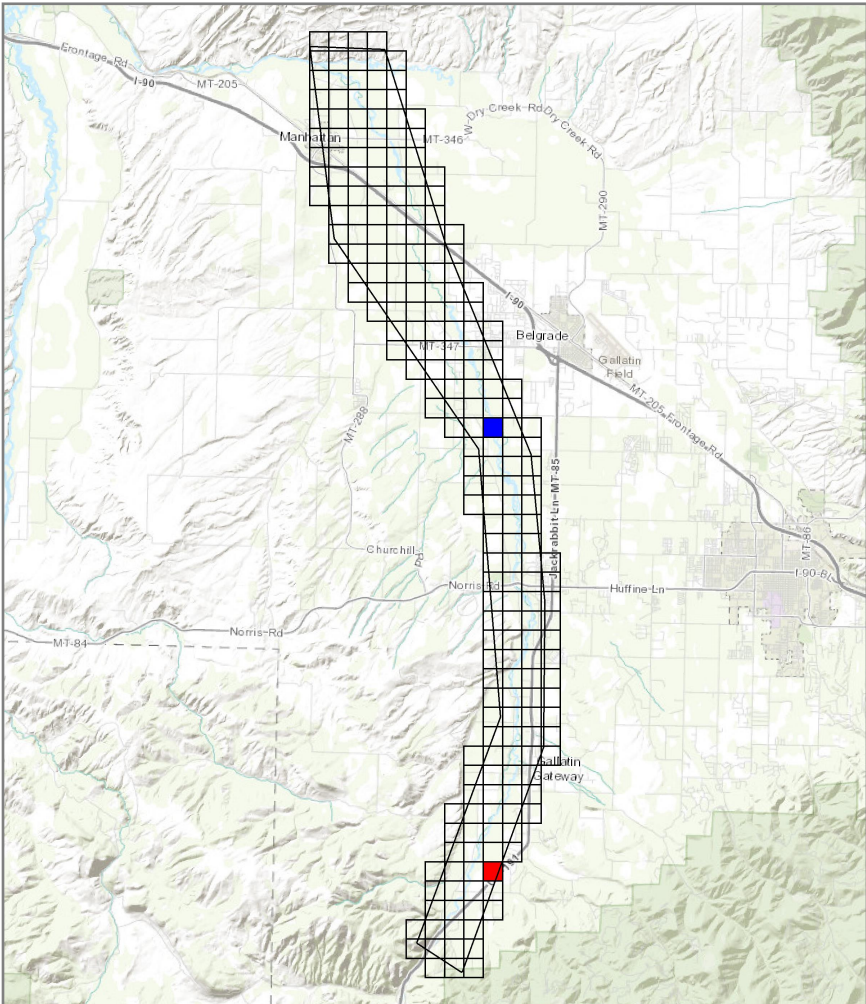 Frontage Rd
I-90
MT-205
Manhattan
MT-346
W Dry Creek Rd
Dry Creek Rd
MT-290
I-90
Belgrade
MT-347
Gallatin
Field
MT-205
Frontage Rd
MT-288
Jackrabbit Ln
MT-85
MT-86
Churchill
Rd
Norris Rd
Huffine Ln
I-90 BL
Norris Rd
MT-84
Gallatin
Gateway
191